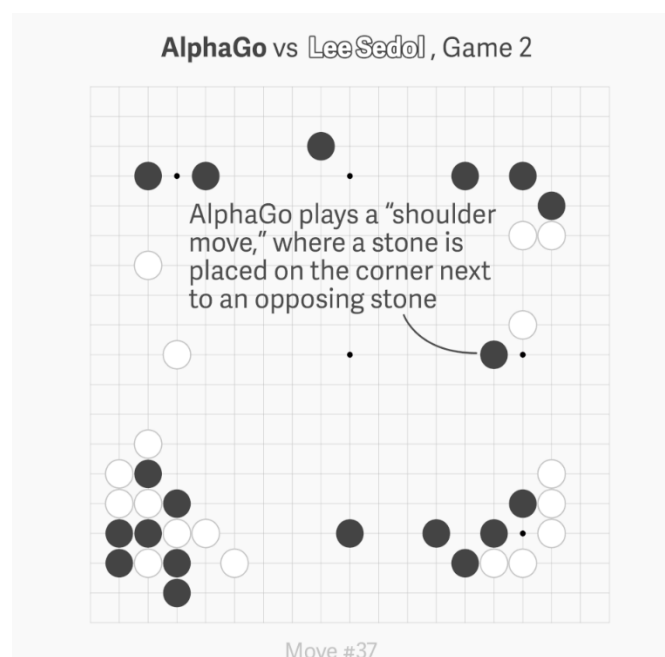 AlphaGo vs Lee Sedol , Game 2
AlphaGo plays a “shoulder
move,” where a stone is
placed on the corner next
to an opposing stone
Move #37